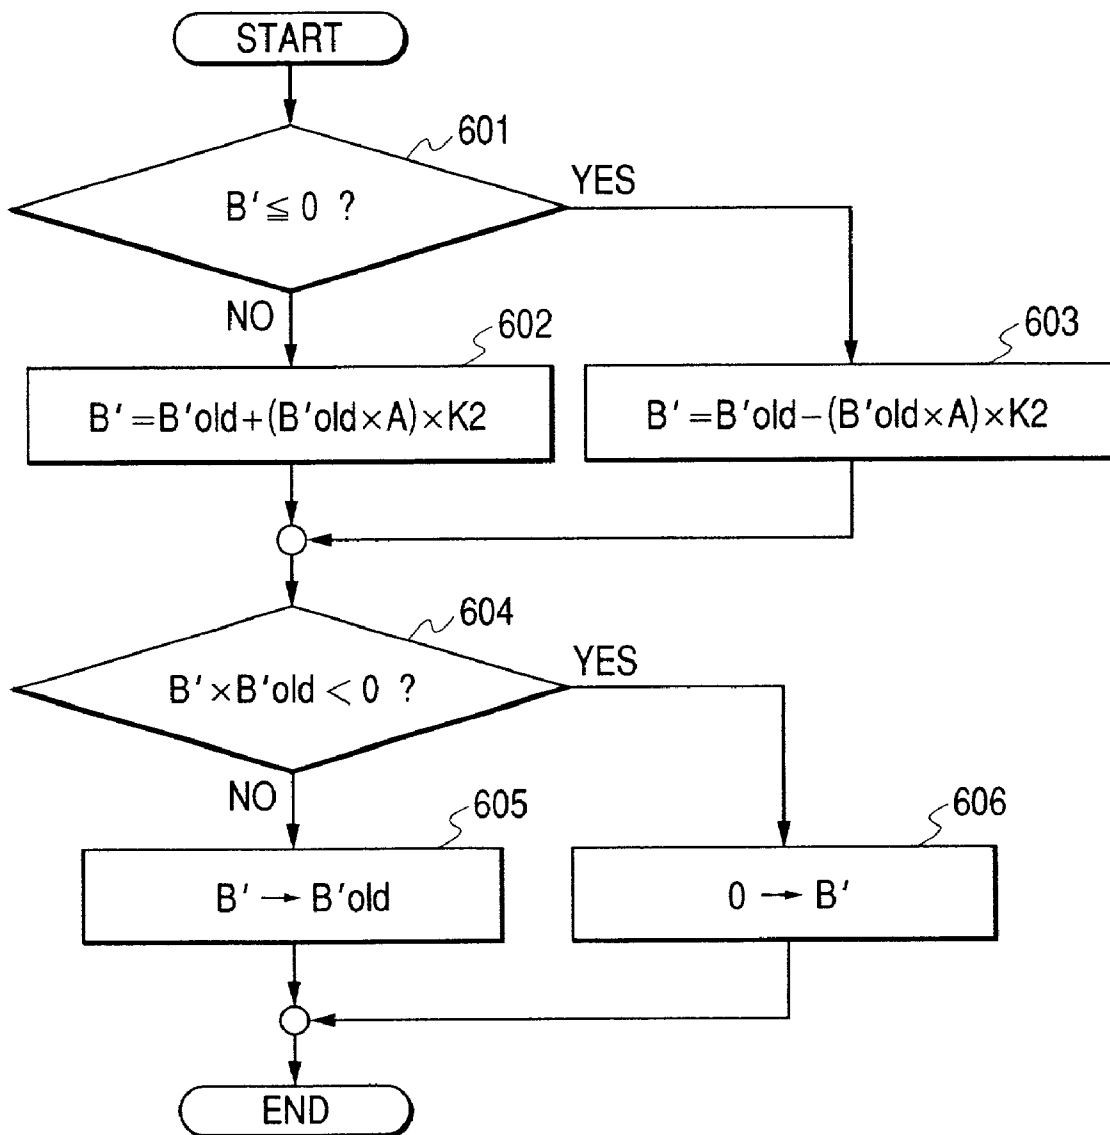 START
601
B' ≦ 0 ?
YES
NO
602
603
B' =B'old+(B'old×A)×K2
B' =B'old−(B'old×A)×K2
604
B' ×B'old < 0 ?
YES
NO
605
606
B' → B'old
0 → B'
END